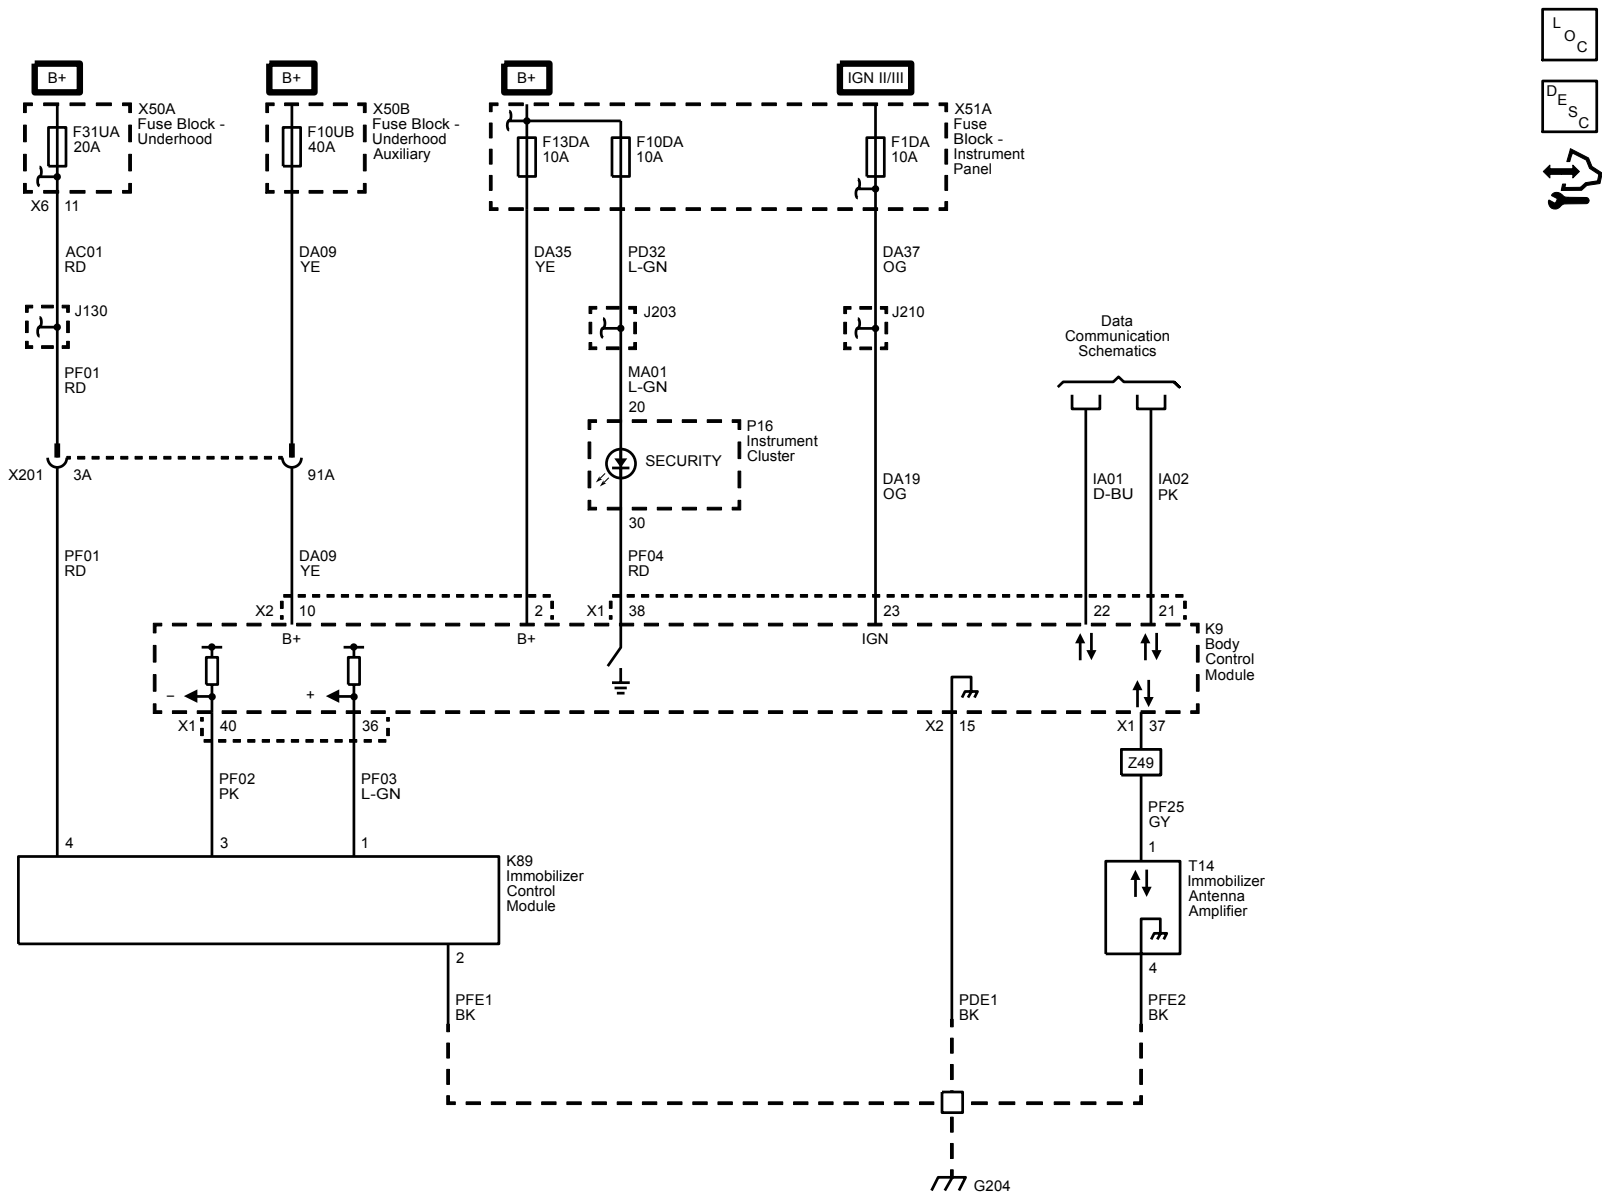 L
O
C
D
E
S
C
B+
B+
B+
IGN II/III
X50A
Fuse Block -
Underhood
F31UA
20A
X50B
Fuse Block -
Underhood
Auxiliary
F10UB
40A
F13DA
10A
F10DA
10A
F1DA
10A
X51A
Fuse
Block -
Instrument
Panel
X6
11
AC01
RD
DA09
YE
DA35
YE
PD32
L-GN
DA37
OG
J130
J203
J210
Data
Communication
Schematics
PF01
RD
MA01
L-GN
20
P16
Instrument
Cluster
SECURITY
X201
3A
91A
DA19
OG
IA01
D-BU
IA02
PK
30
PF01
RD
DA09
YE
PF04
RD
X2
10
2
X1
38
23
22
21
B+
B+
IGN
K9
Body
Control
Module
–
+
X1
40
36
X2
15
X1
37
Z49
PF02
PK
PF03
L-GN
PF25
GY
4
3
1
1
K89
Immobilizer
Control
Module
T14
Immobilizer
Antenna
Amplifier
2
4
PFE1
BK
PDE1
BK
PFE2
BK
G204